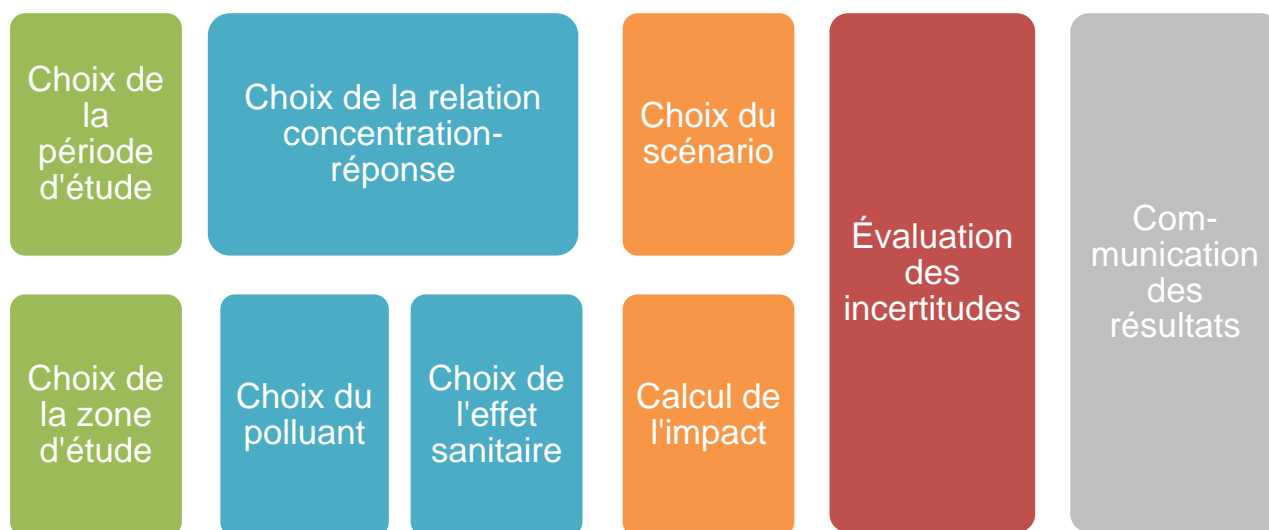 Choix de
la
période
d'étude
Choix de la relation
concentration-
réponse
Choix du
scénario
Évaluation
des
incertitudes
Com-
munication
des
résultats
Choix de
la zone
d'étude
Choix du
polluant
Choix de
l'effet
sanitaire
Calcul de
l'impact